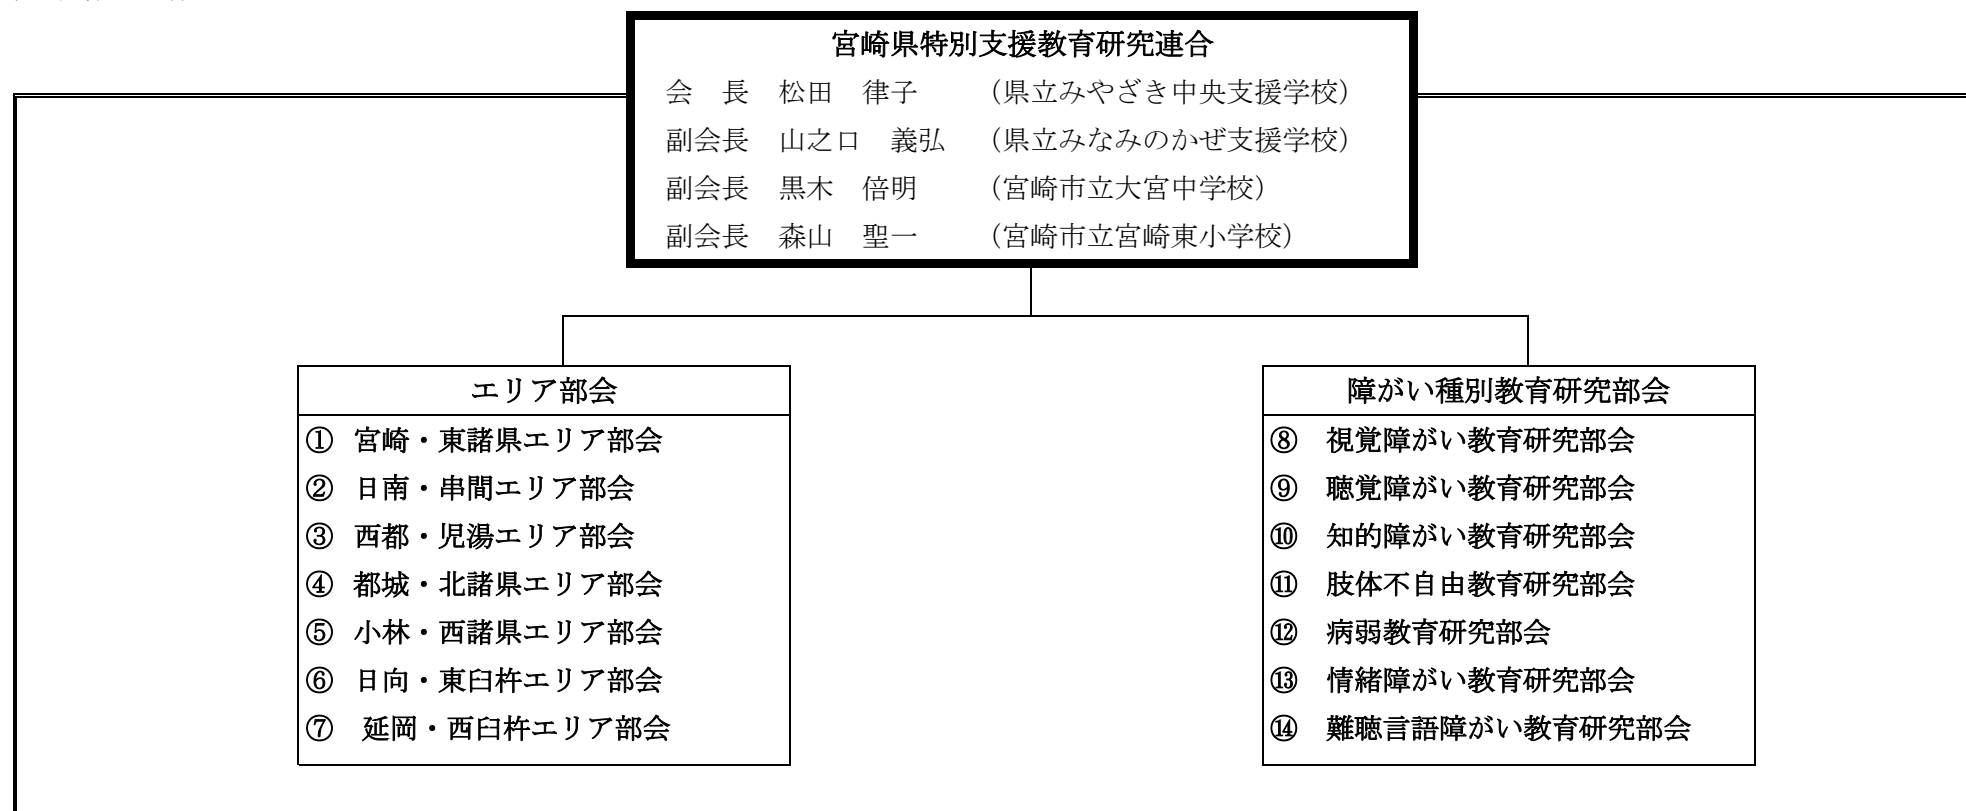 宮崎県特別支援教育研究連合
会　長　松田　律子　　（県立みやざき中央支援学校）
副会長　山之口　義弘　（県立みなみのかぜ支援学校）
副会長　黒木　倍明　　（宮崎市立大宮中学校）
副会長　森山　聖一　　（宮崎市立宮崎東小学校）
エリア部会
① 宮崎・東諸県エリア部会
② 日南・串間エリア部会
③ 西都・児湯エリア部会
④ 都城・北諸県エリア部会
⑤ 小林・西諸県エリア部会
⑥ 日向・東臼杵エリア部会
⑦ 延岡・西臼杵エリア部会
障がい種別教育研究部会
⑧ 視覚障がい教育研究部会
⑨ 聴覚障がい教育研究部会
⑩ 知的障がい教育研究部会
⑪ 肢体不自由教育研究部会
⑫ 病弱教育研究部会
⑬ 情緒障がい教育研究部会
⑭ 難聴言語障がい教育研究部会